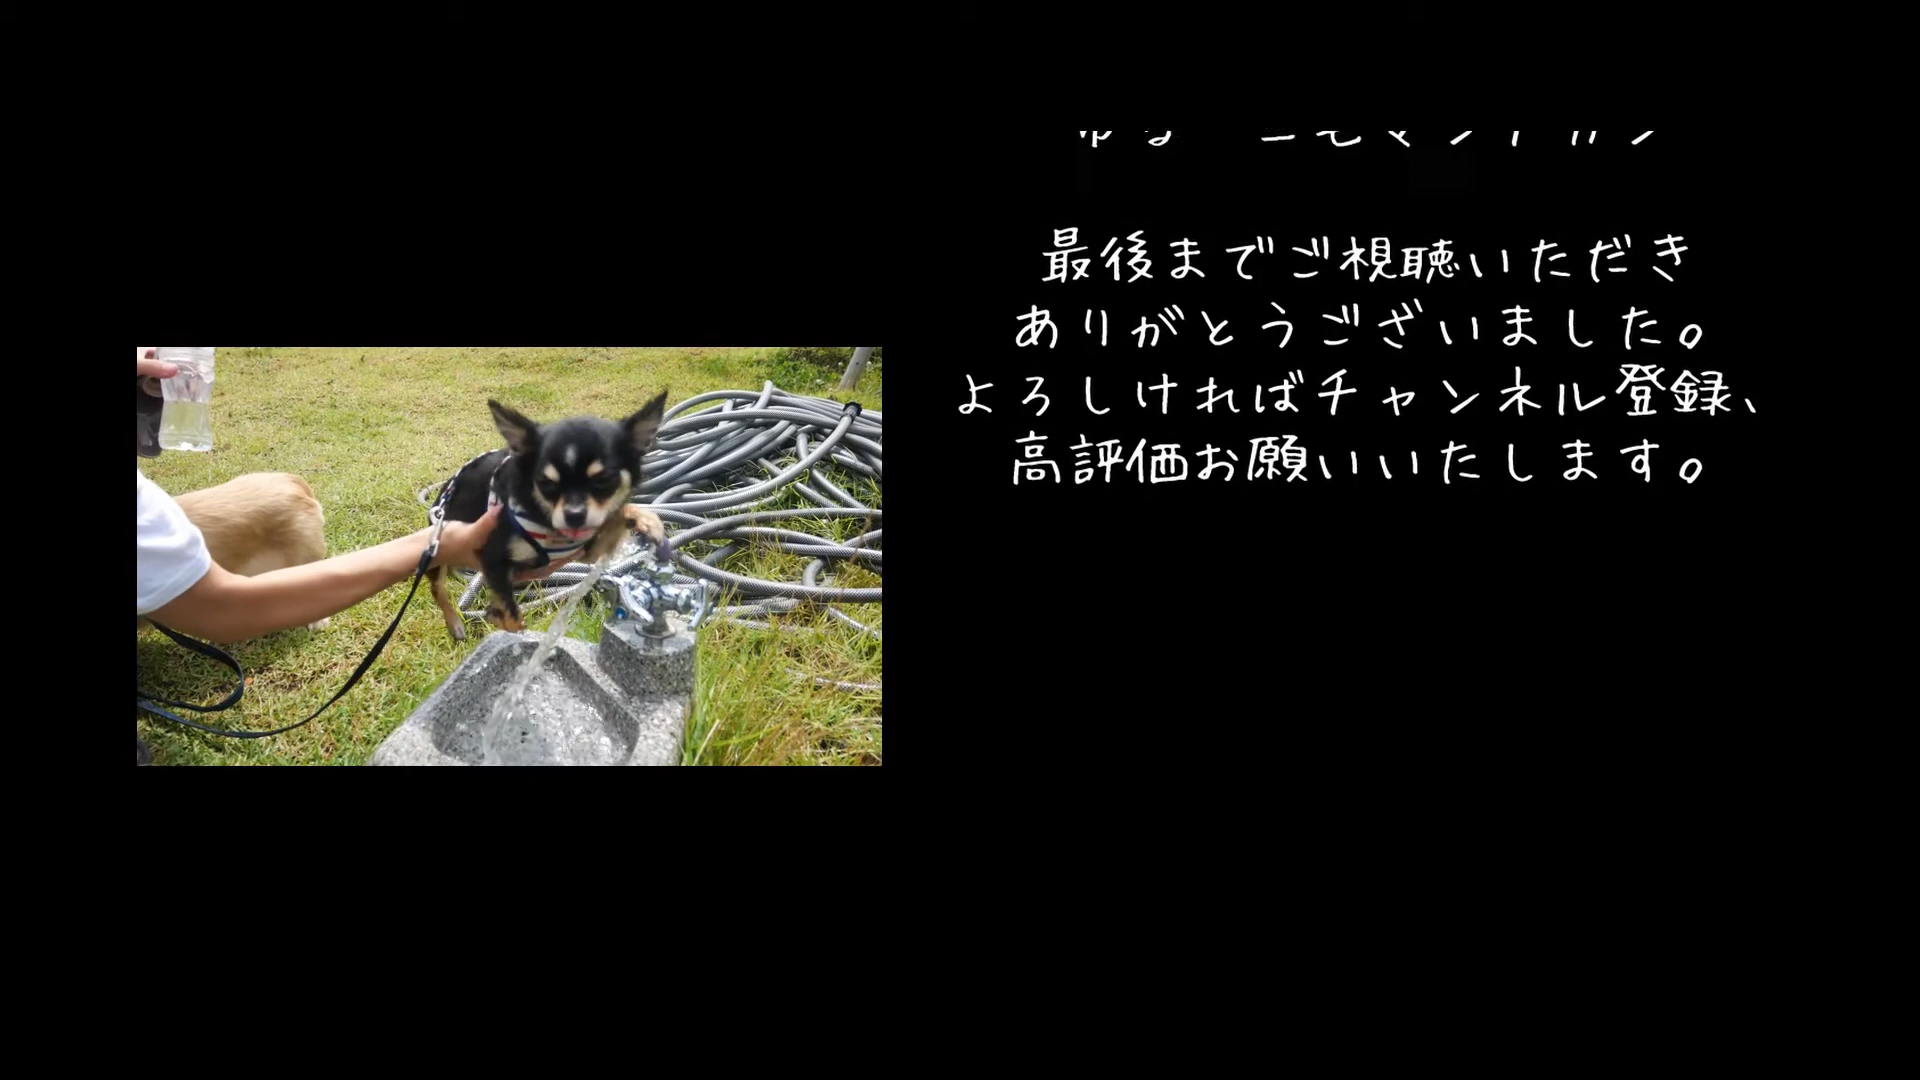 最後までご視聴いただき
ありがとうございました。
よろしければチャンネル登録、
高評価お願いいたします。